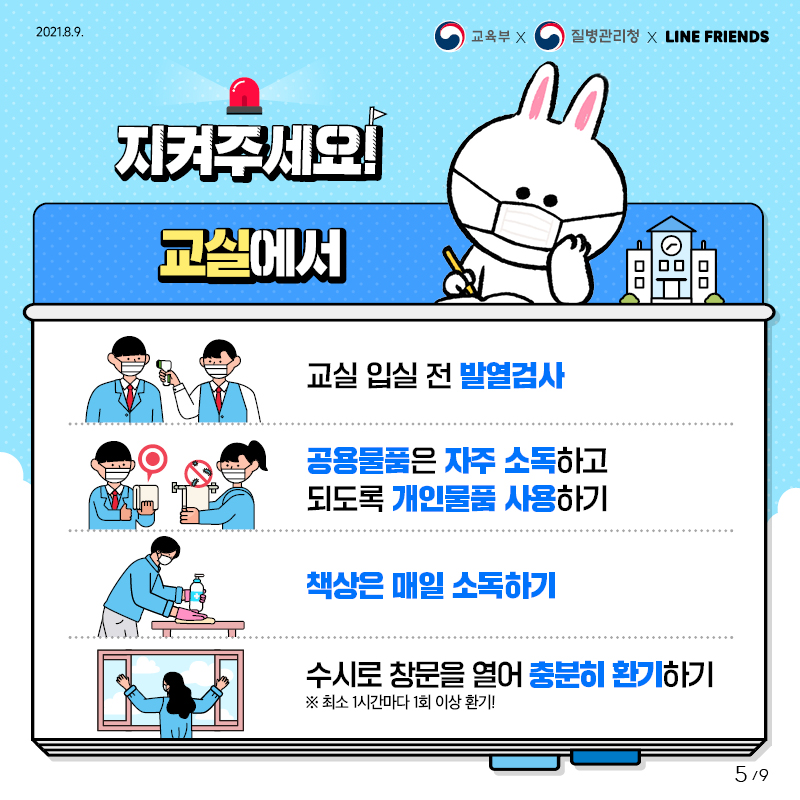 2021.8.9.
교육부 X 질병관리청 X LINE FRIENDS
지켜주세요!
교실에서
교실 입실 전 발열검사
공용물품은 자주 소독하고
되도록 개인물품 사용하기
책상은 매일 소독하기
수시로 창문을 열어 충분히 환기하기
※ 최소 1시간마다 1회 이상 환기!
5 /9